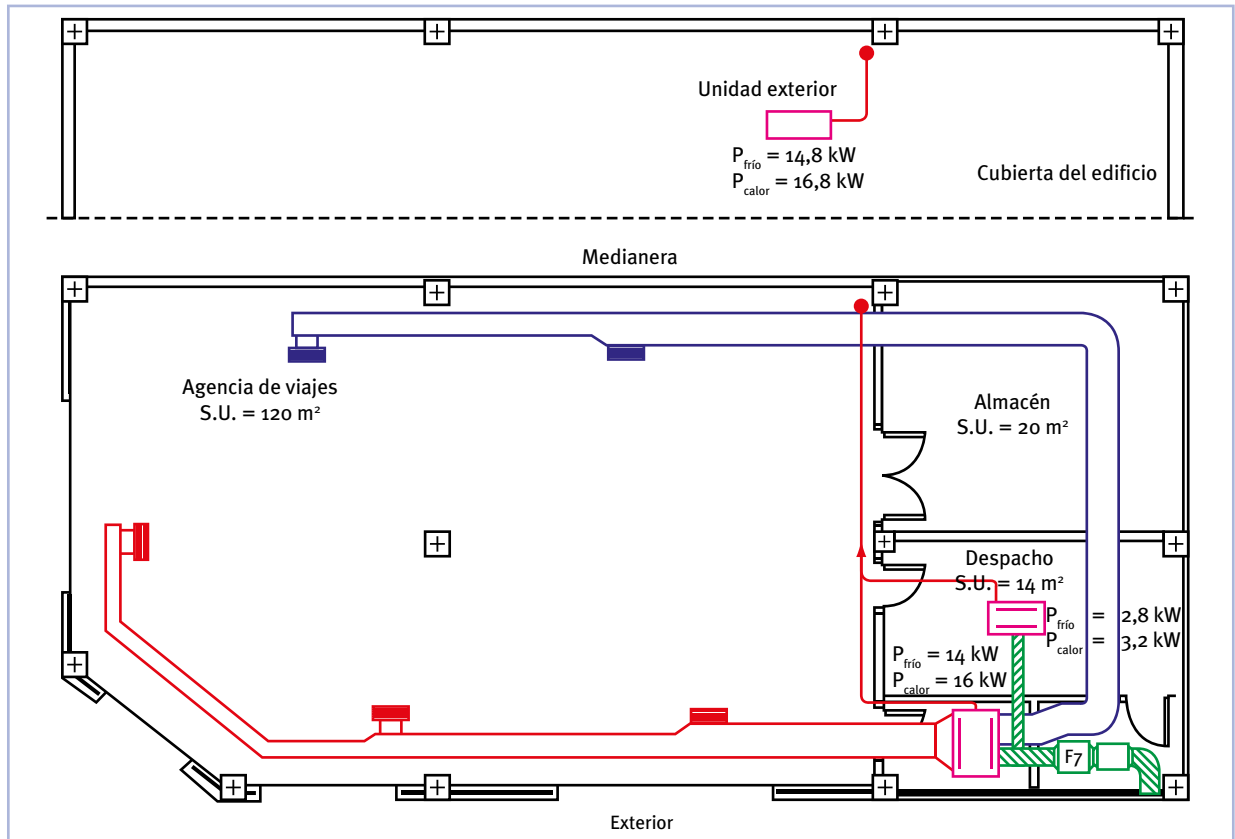 Unidad exterior
P_frío = 14,8 kW
P_calor = 16,8 kW
Cubierta del edificio
Medianera
Agencia de viajes
S.U. = 120 m²
Almacén
S.U. = 20 m²
Despacho
S.U. = 14 m²
P_frío = 2,8 kW
P_calor = 3,2 kW
P_frío = 14 kW
P_calor = 16 kW
F7
Exterior